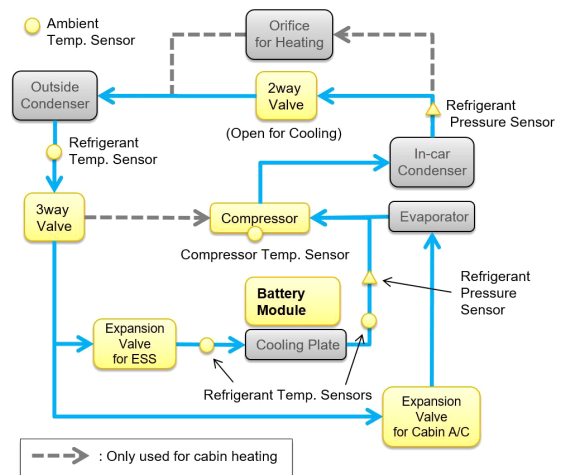 Ambient
Temp. Sensor
Orifice
for Heating
Outside
Condenser
2way
Valve
(Open for Cooling)
Refrigerant
Pressure Sensor
Refrigerant
Temp. Sensor
In-car
Condenser
3way
Valve
Compressor
Evaporator
Compressor Temp. Sensor
Refrigerant
Pressure
Sensor
Battery
Module
Expansion
Valve
for ESS
Cooling Plate
Refrigerant Temp. Sensors
Expansion
Valve
for Cabin A/C
: Only used for cabin heating